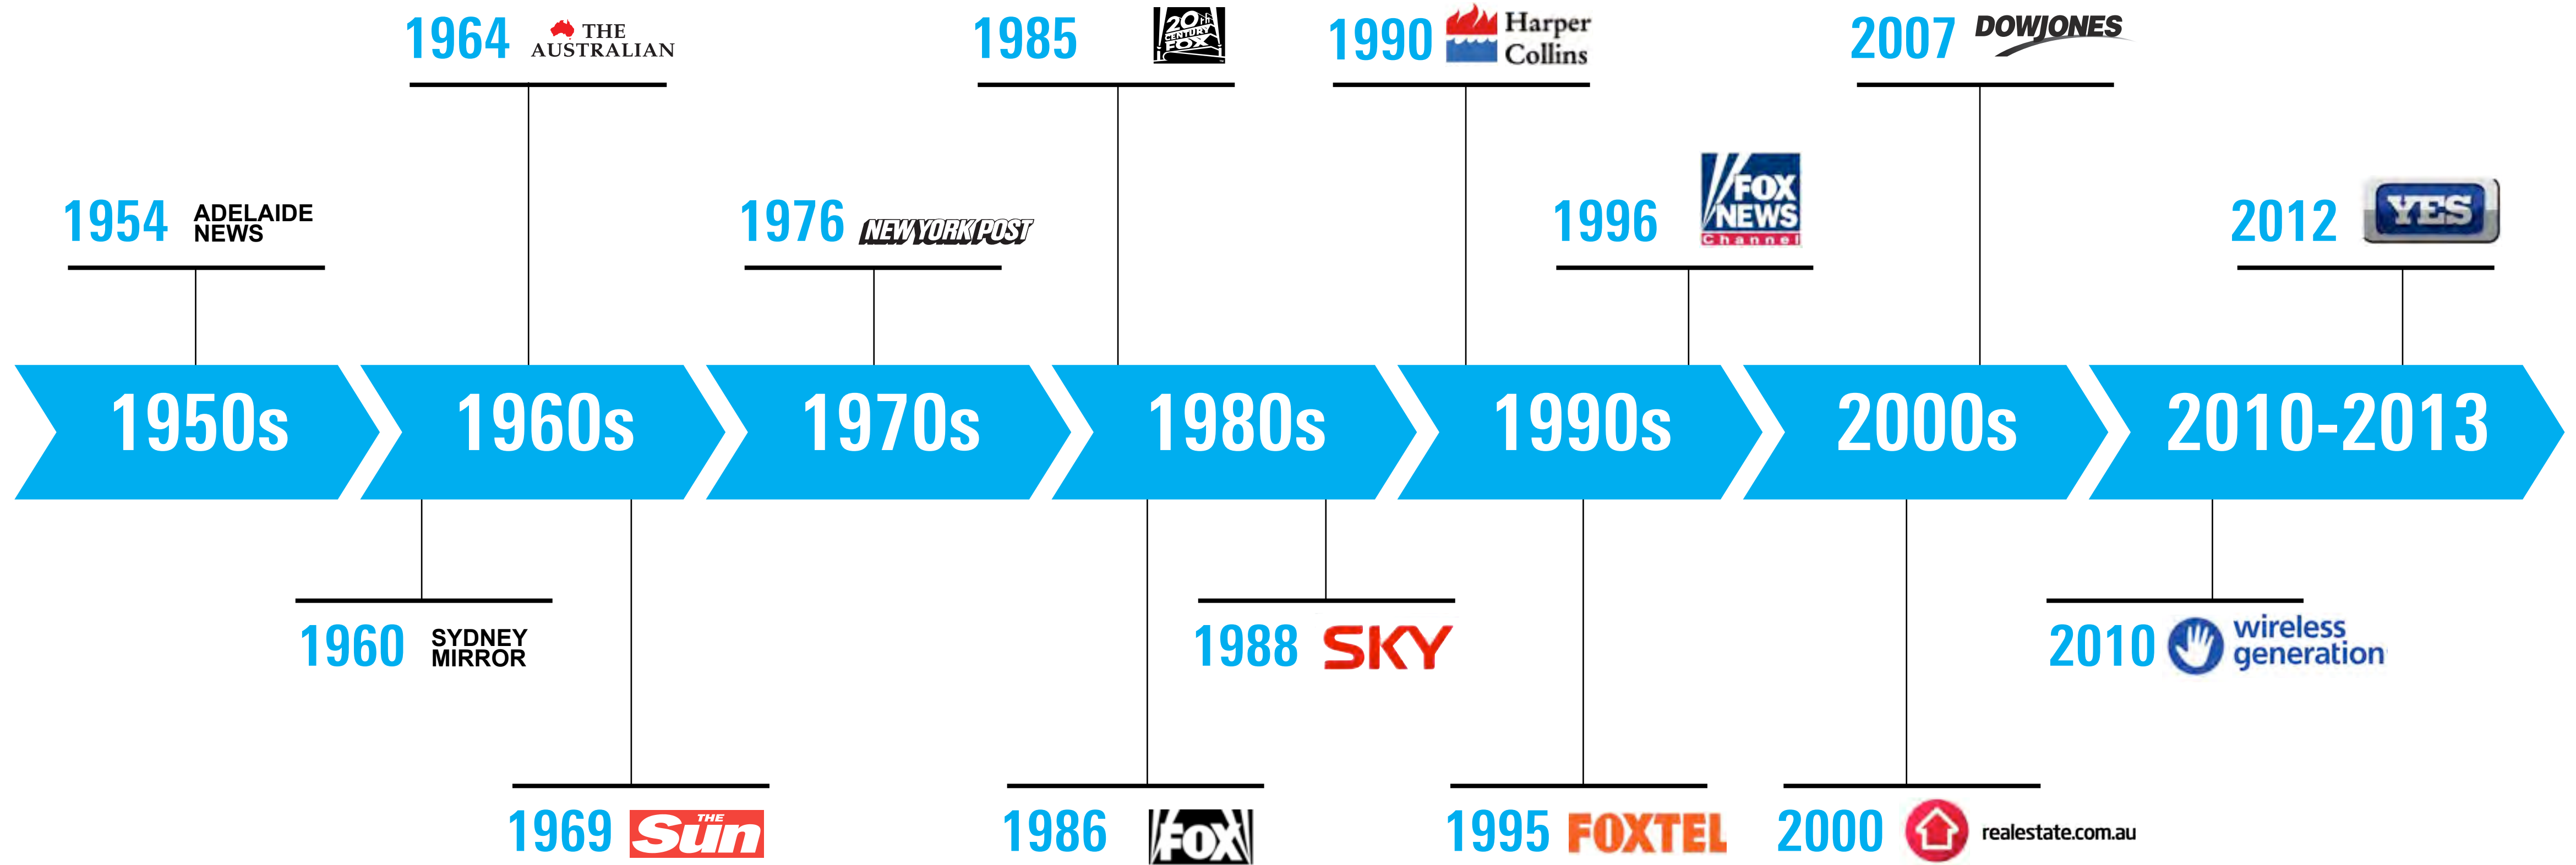 1964 THE
AUSTRALIAN
1985 20th
CENTURY
FOX
1990 Harper
Collins
2007 DOWJONES
1954 ADELAIDE
NEWS
1976 NEW YORK POST
1996 FOX
NEWS
Channel
2012 YES
1950s
1960s
1970s
1980s
1990s
2000s
2010-2013
1960 SYDNEY
MIRROR
1988 SKY
2010 wireless
generation
1969 THE
Sun
1986 FOX
1995 FOXTEL
2000 realestate.com.au